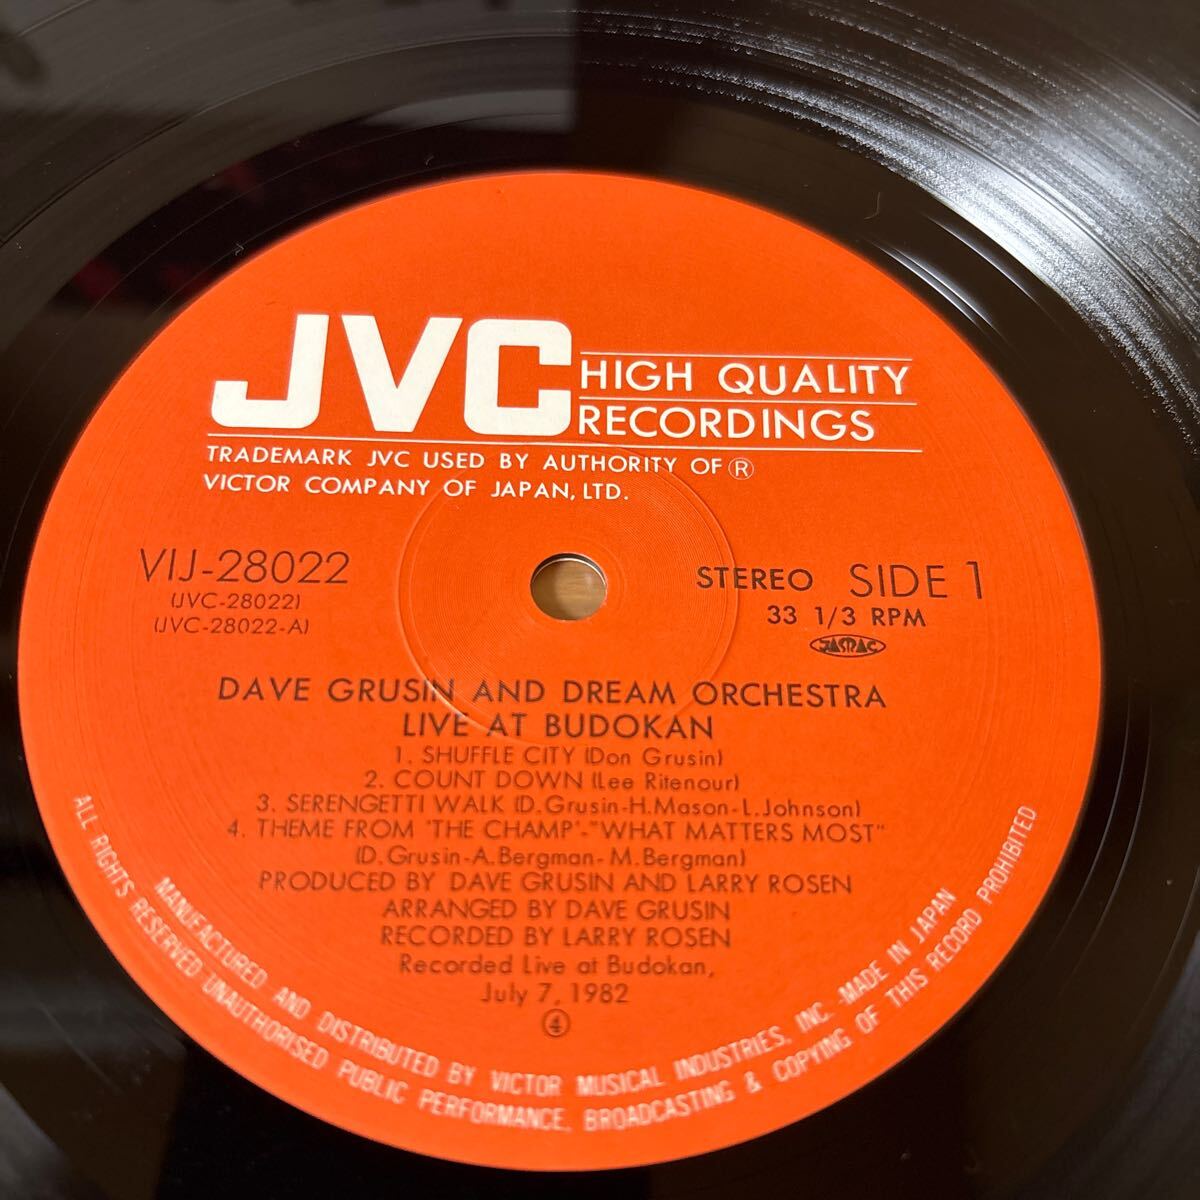 JVC HIGH QUALITY
RECORDINGS
TRADEMARK JVC USED BY AUTHORITY OF Ⓡ
VICTOR COMPANY OF JAPAN, LTD.
VIJ-28022
(JVC-28022)
(JVC-28022-A)
STEREO SIDE 1
33 1/3 RPM
JASRAC
DAVE GRUSIN AND DREAM ORCHESTRA
LIVE AT BUDOKAN
1. SHUFFLE CITY (Don Grusin)
2. COUNT DOWN (Lee Ritenour)
3. SERENGETTI WALK (D.Grusin-H.Mason-L.Johnson)
4. THEME FROM "THE CHAMP"-"WHAT MATTERS MOST"
(D.Grusin-A.Bergman-M.Bergman)
PRODUCED BY DAVE GRUSIN AND LARRY ROSEN
ARRANGED BY DAVE GRUSIN
RECORDED BY LARRY ROSEN
Recorded Live at Budokan,
July 7, 1982
④
MANUFACTURED AND DISTRIBUTED BY VICTOR MUSICAL INDUSTRIES, INC. MADE IN JAPAN
ALL RIGHTS RESERVED UNAUTHORISED PUBLIC PERFORMANCE, BROADCASTING & COPYING OF THIS RECORD PROHIBITED